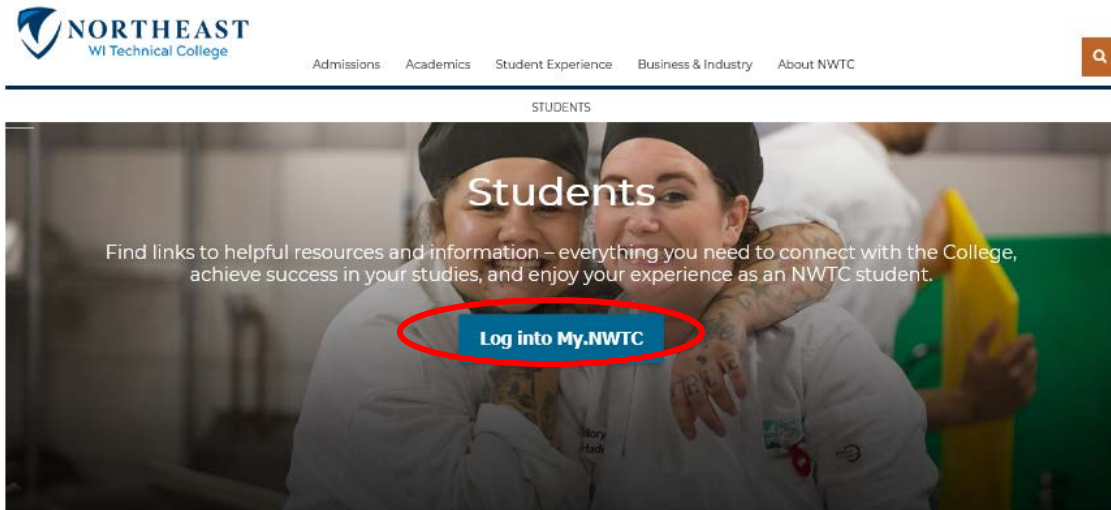 NORTHEAST
WI Technical College
Admissions Academics Student Experience Business & Industry About NWTC
STUDENTS
Students
Find links to helpful resources and information – everything you need to connect with the College,
achieve success in your studies, and enjoy your experience as an NWTC student.
Log into My.NWTC